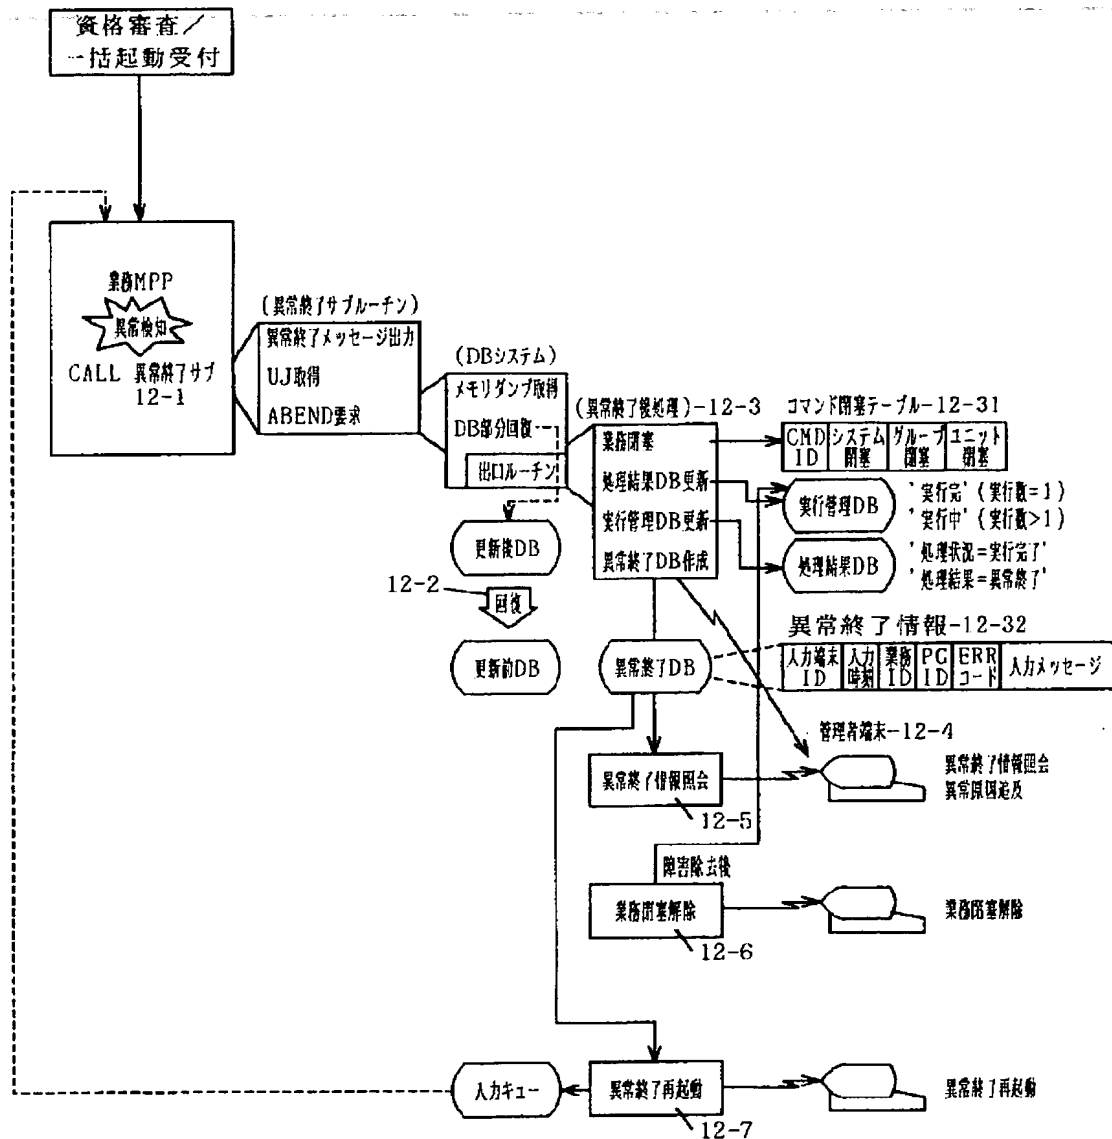 資格審査／
一括起動受付
業務MPP
異常検知
CALL 異常終了サブ
12-1
(異常終了サブルーチン)
異常終了メッセージ出力
UJ取得
ABEND要求
(DBシステム)
メモリダンプ取得
DB部分回復
出口ルーチン
更新後DB
12-2
回復
更新前DB
(異常終了後処理)-12-3
業務閉塞
処理結果DB更新
実行管理DB更新
異常終了DB作成
コマンド閉塞テーブル-12-31
CMD ID
システム閉塞
グループ閉塞
ユニット閉塞
実行管理DB
'実行完'(実行数=1)
'実行中'(実行数>1)
処理結果DB
'処理状況=実行完了'
'処理結果=異常終了'
異常終了情報-12-32
異常終了DB
入力端末ID
入力時刻
業務ID
PGID
ERRコード
入力メッセージ
管理者端末-12-4
異常終了情報照会
12-5
異常終了情報照会
異常原因追及
障害除去後
業務閉塞解除
12-6
業務閉塞解除
入力キュー
異常終了再起動
12-7
異常終了再起動